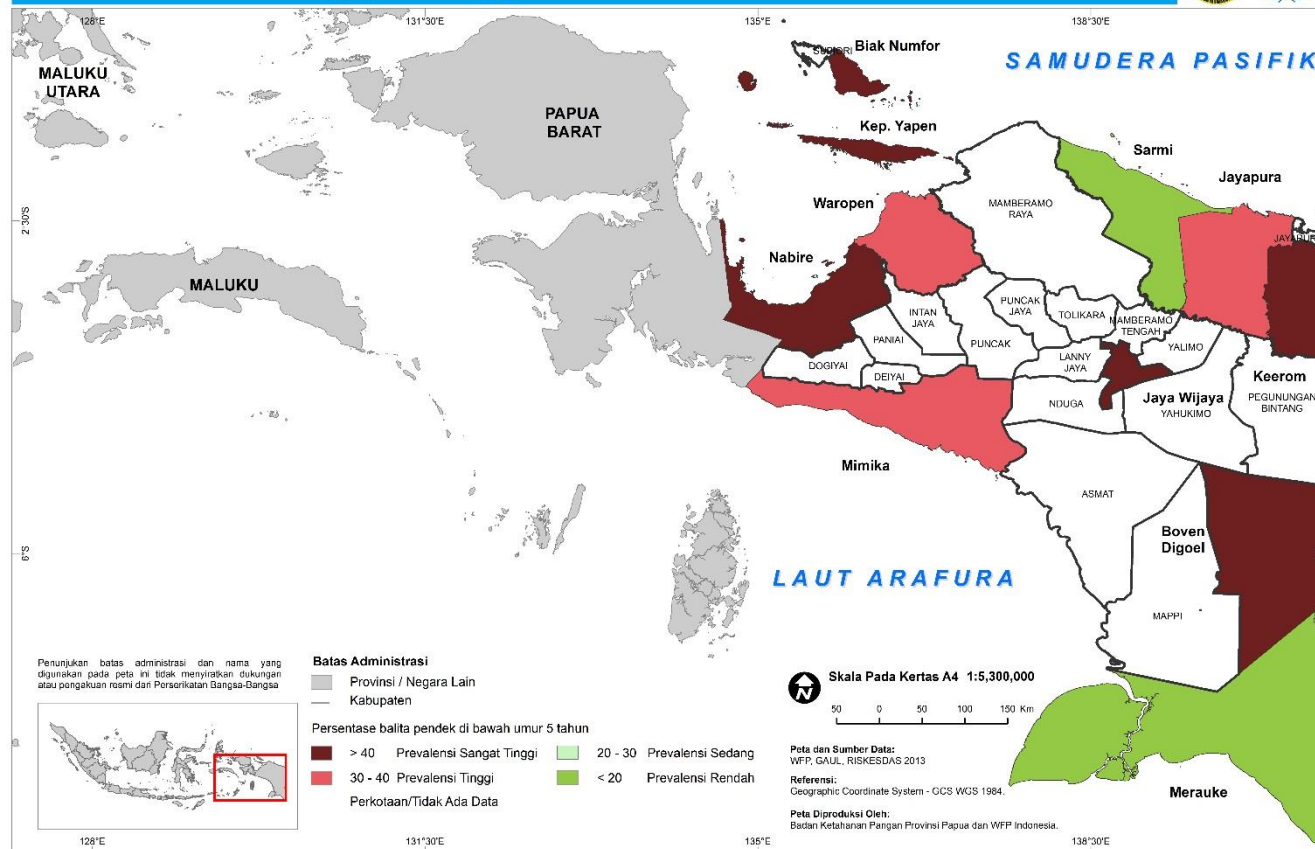 128°E
131°30'E
135°E
138°30'E
SUPIORI
Biak Numfor
SAMUDERA PASIFIK
MALUKU
UTARA
PAPUA
BARAT
Kep. Yapen
Sarmi
Jayapura
Waropen
MAMBERAMO
RAYA
2°30'S
Nabire
MALUKU
PUNCAK
JAYA
INTAN
JAYA
TOLIKARA
MAMBERAMO
TENGAH
PANIAI
PUNCAK
YALIMO
DOGIYAI
LANNY
JAYA
DEIYAI
Keerom
NDUGA
Jaya Wijaya
YAHUKIMO
PEGUNUNGAN
BINTANG
Mimika
ASMAT
Boven
Digoel
6°S
LAUT ARAFURA
MAPPI
Penunjukan batas administrasi dan nama yang
digunakan pada peta ini tidak menyiratkan dukungan
atau pengakuan resmi dari Perserikatan Bangsa-Bangsa
Batas Administrasi
Provinsi / Negara Lain
Kabupaten
Persentase balita pendek di bawah umur 5 tahun
> 40 Prevalensi Sangat Tinggi
20 - 30 Prevalensi Sedang
30 - 40 Prevalensi Tinggi
< 20 Prevalensi Rendah
Perkotaan/Tidak Ada Data
N
Skala Pada Kertas A4 1:5,300,000
50 0 50 100 150 Km
Peta dan Sumber Data:
WFP, GAUL, RISKESDAS 2013
Referensi:
Geographic Coordinate System - GCS WGS 1984.
Peta Diproduksi Oleh:
Badan Ketahanan Pangan Provinsi Papua dan WFP Indonesia.
Merauke
128°E
131°30'E
135°E
138°30'E